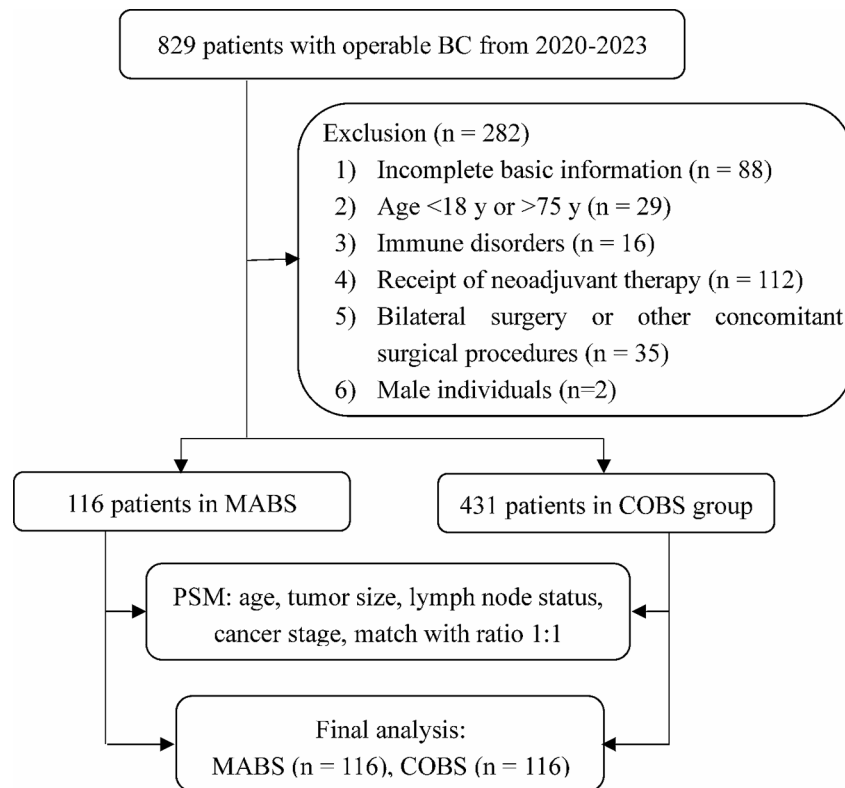 829 patients with operable BC from 2020-2023
Exclusion (n = 282)
1) Incomplete basic information (n = 88)
2) Age <18 y or >75 y (n = 29)
3) Immune disorders (n = 16)
4) Receipt of neoadjuvant therapy (n = 112)
5) Bilateral surgery or other concomitant
surgical procedures (n = 35)
6) Male individuals (n=2)
116 patients in MABS
431 patients in COBS group
PSM: age, tumor size, lymph node status,
cancer stage, match with ratio 1:1
Final analysis:
MABS (n = 116), COBS (n = 116)